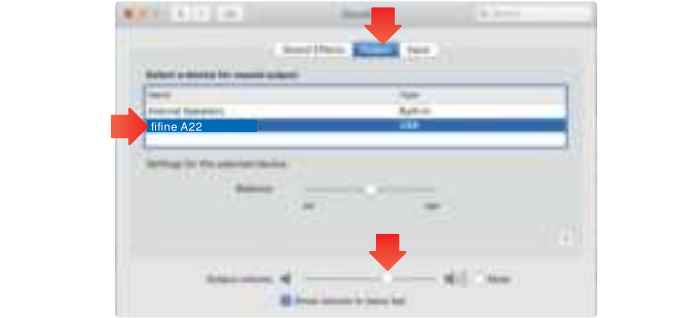 Sound Effects Output Input
Select a device for sound output
Name Type
Internal Speakers Built-in
fifine A22 USB
Settings for the selected device:
Balance:
left right
Output volume: Mute
Show volume in menu bar